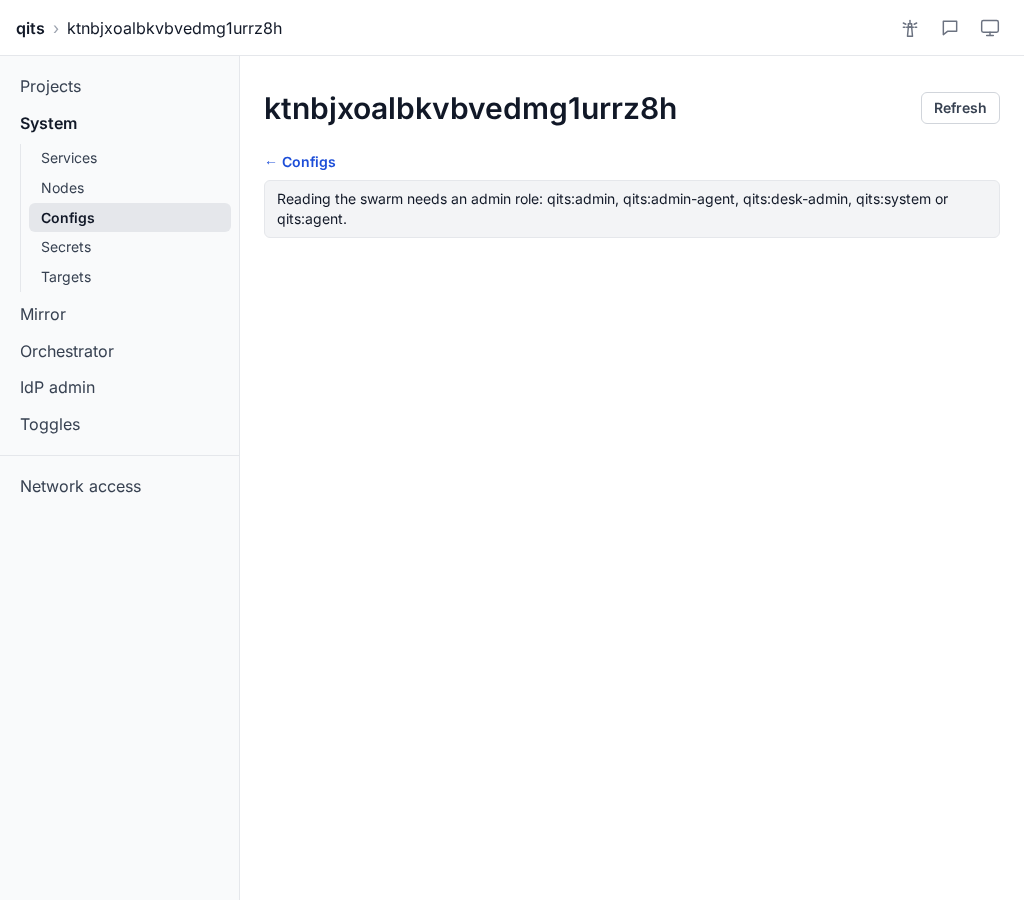 qits › ktnbjxoalbkvbvedmg1urrz8h
Projects
System
Services
Nodes
Configs
Secrets
Targets
Mirror
Orchestrator
IdP admin
Toggles
Network access
ktnbjxoalbkvbvedmg1urrz8h
Refresh
← Configs
Reading the swarm needs an admin role: qits:admin, qits:admin-agent, qits:desk-admin, qits:system or
qits:agent.